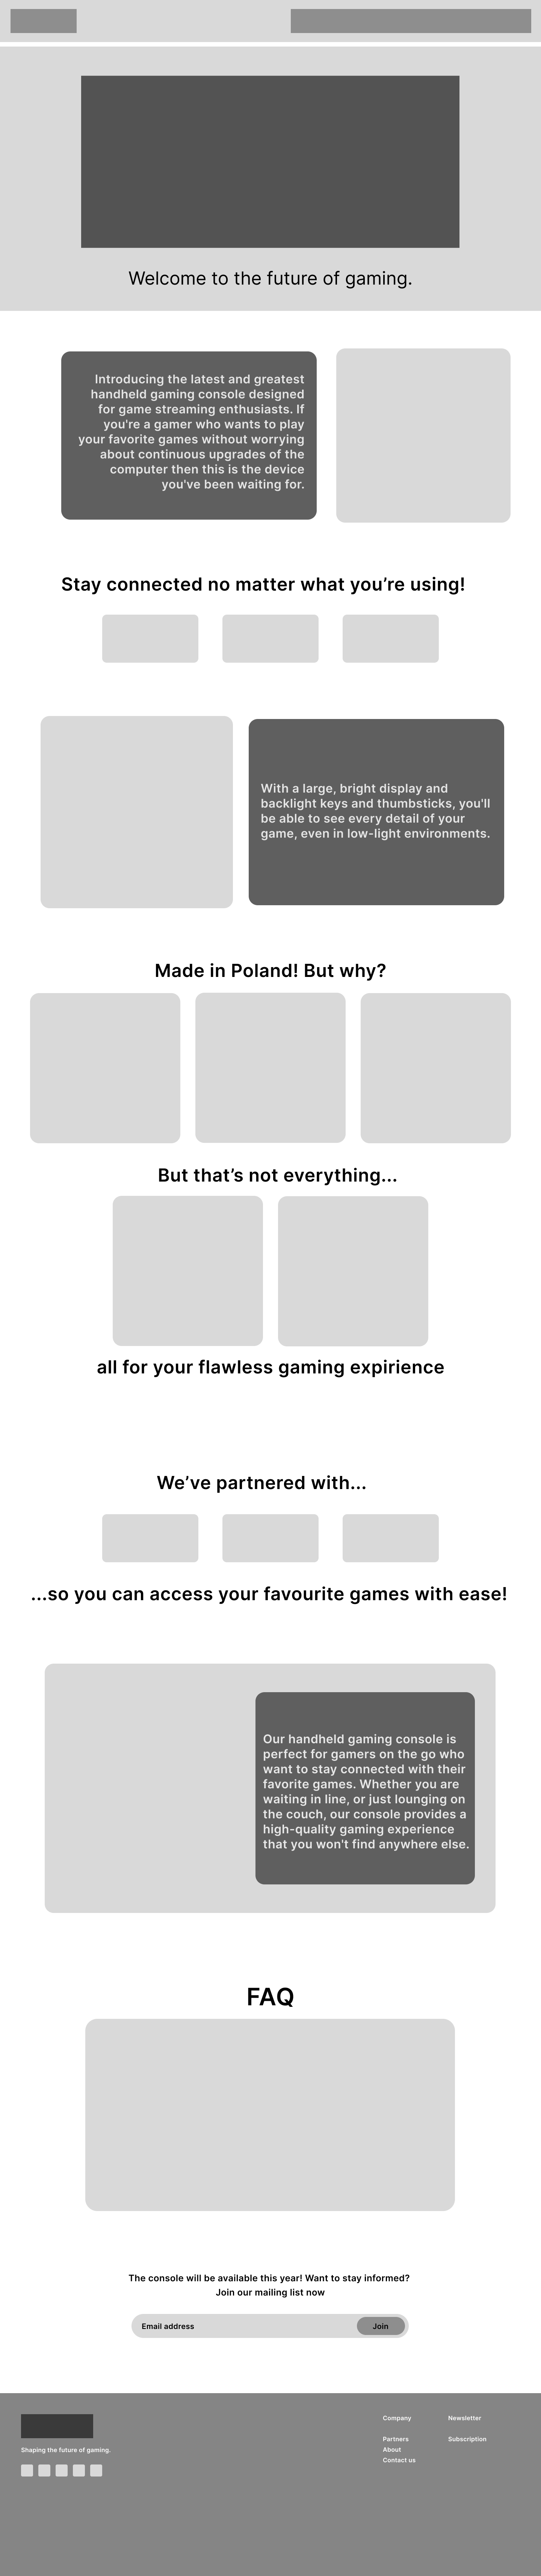 Welcome to the future of gaming.
Introducing the latest and greatest
handheld gaming console designed
for game streaming enthusiasts. If
you're a gamer who wants to play
your favorite games without worrying
about continuous upgrades of the
computer then this is the device
you've been waiting for.
Stay connected no matter what you’re using!
With a large, bright display and
backlight keys and thumbsticks, you'll
be able to see every detail of your
game, even in low-light environments.
Made in Poland! But why?
But that’s not everything...
all for your flawless gaming expirience
We’ve partnered with...
...so you can access your favourite games with ease!
Our handheld gaming console is
perfect for gamers on the go who
want to stay connected with their
favorite games. Whether you are
waiting in line, or just lounging on
the couch, our console provides a
high-quality gaming experience
that you won't find anywhere else.
FAQ
The console will be available this year! Want to stay informed?
Join our mailing list now
Email address
Join
Shaping the future of gaming.
Company
Partners
About
Contact us
Newsletter
Subscription